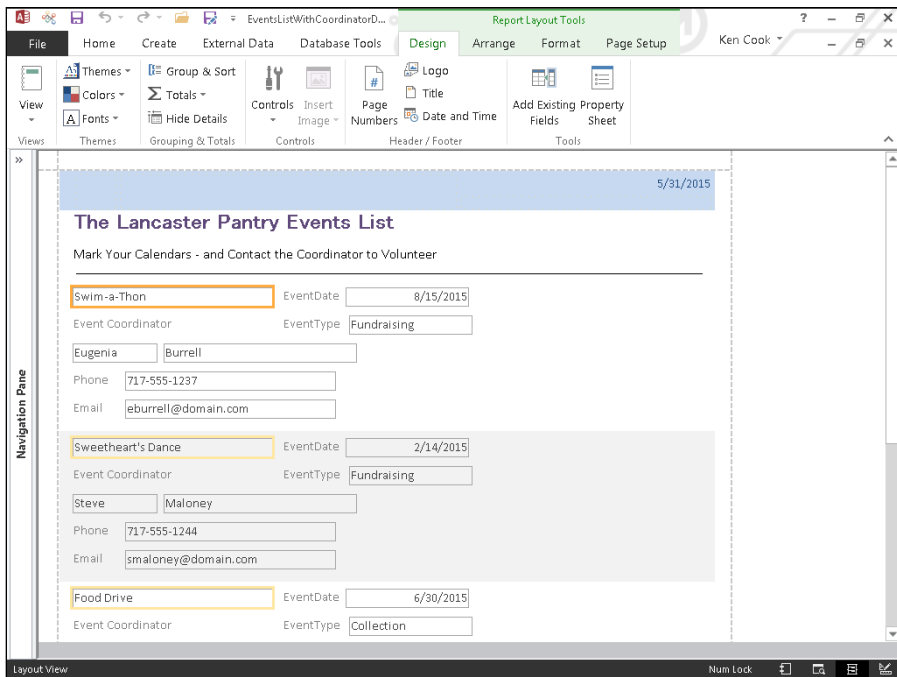 EventsListWithCoordinatorD... Report Layout Tools ?
File Home Create External Data Database Tools Design Arrange Format Page Setup Ken Cook
View
Views
Themes
Colors
Fonts
Themes
Group & Sort
Totals
Hide Details
Grouping & Totals
Controls
Insert
Image
Controls
Page
Numbers
Logo
Title
Date and Time
Header / Footer
Add Existing
Fields
Property
Sheet
Tools
Navigation Pane
5/31/2015
The Lancaster Pantry Events List
Mark Your Calendars - and Contact the Coordinator to Volunteer
Swim-a-Thon EventDate 8/15/2015
Event Coordinator EventType Fundraising
Eugenia Burrell
Phone 717-555-1237
Email eburrell@domain.com
Sweetheart's Dance EventDate 2/14/2015
Event Coordinator EventType Fundraising
Steve Maloney
Phone 717-555-1244
Email smaloney@domain.com
Food Drive EventDate 6/30/2015
Event Coordinator EventType Collection
Layout View Num Lock